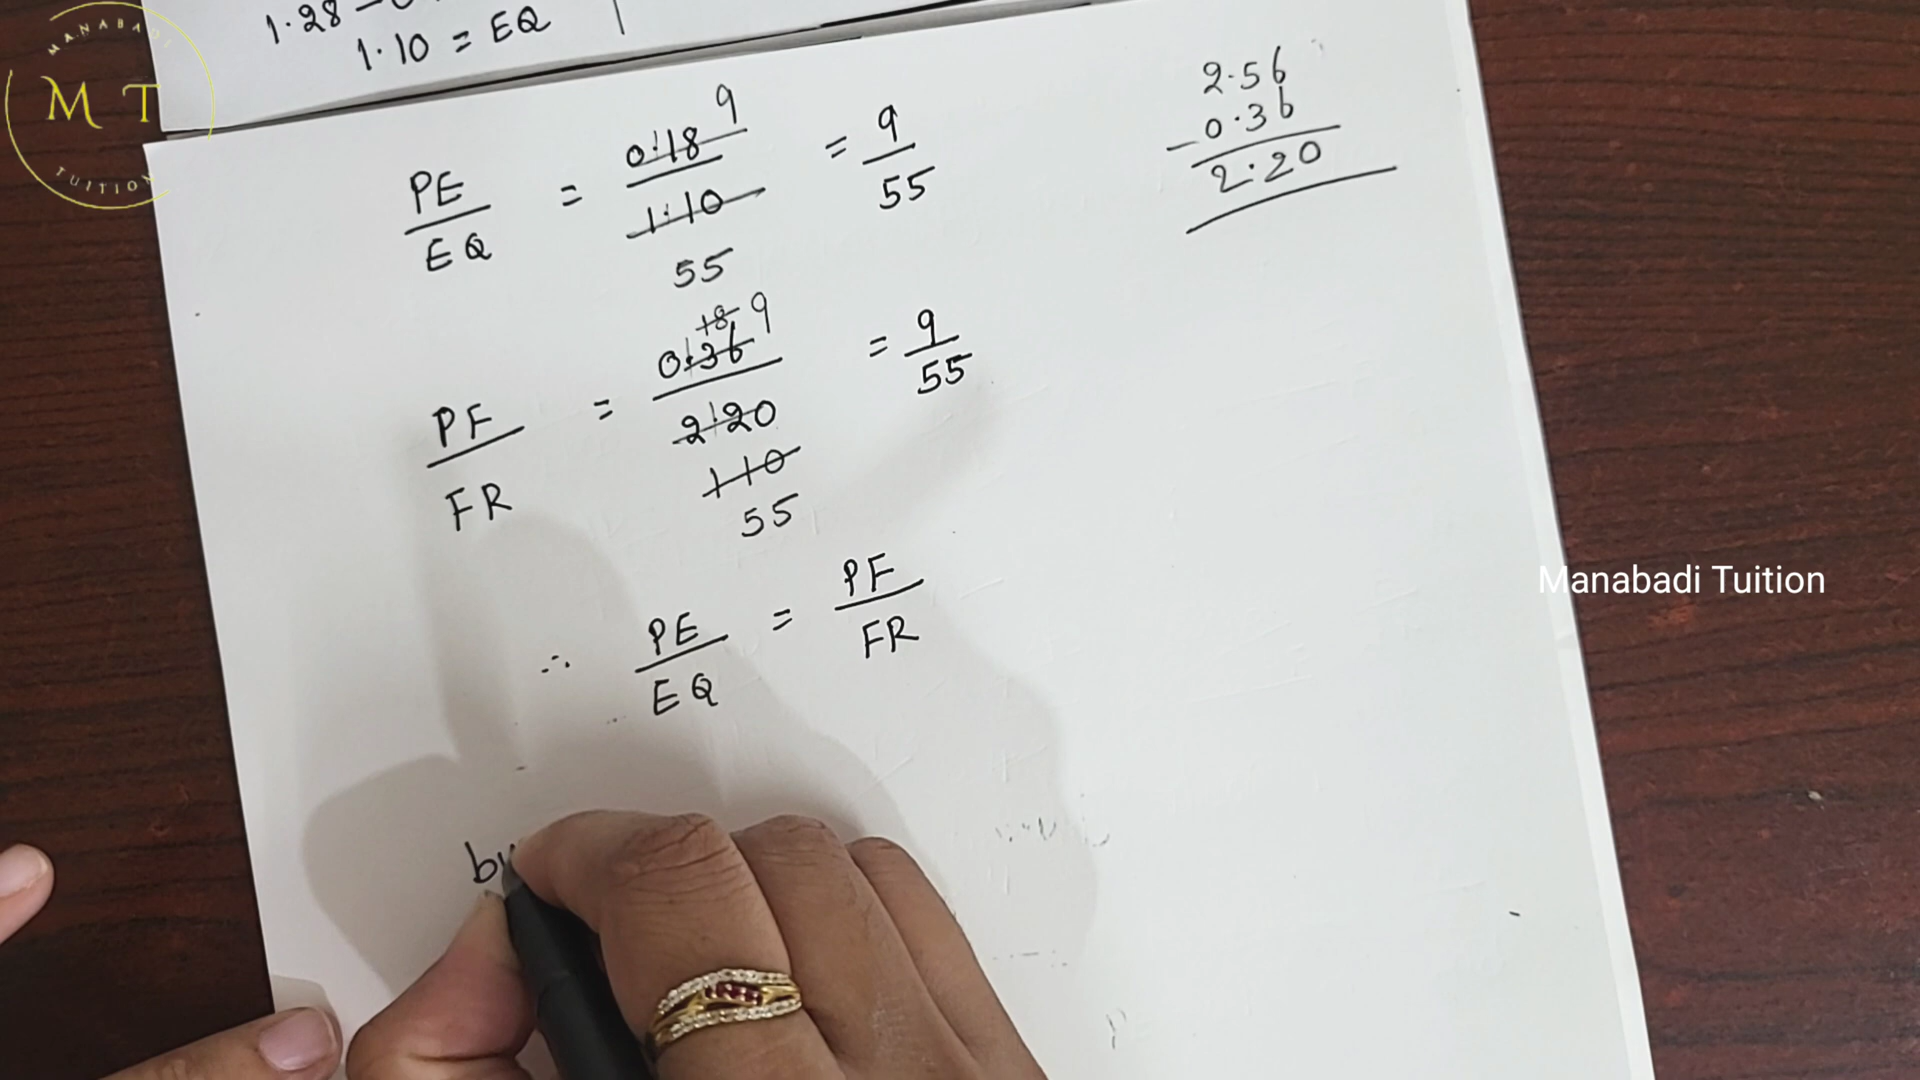 MANABADI
M T
TUITION
1.28 –
1.10 = EQ
PE/EQ = 0.18/1.10 = 9/55
9
55
2.56
– 0.36
2.20
PF/FR = 0.36/2.20 = 9/55
18 9
110
55
∴ PE/EQ = PF/FR
Manabadi Tuition